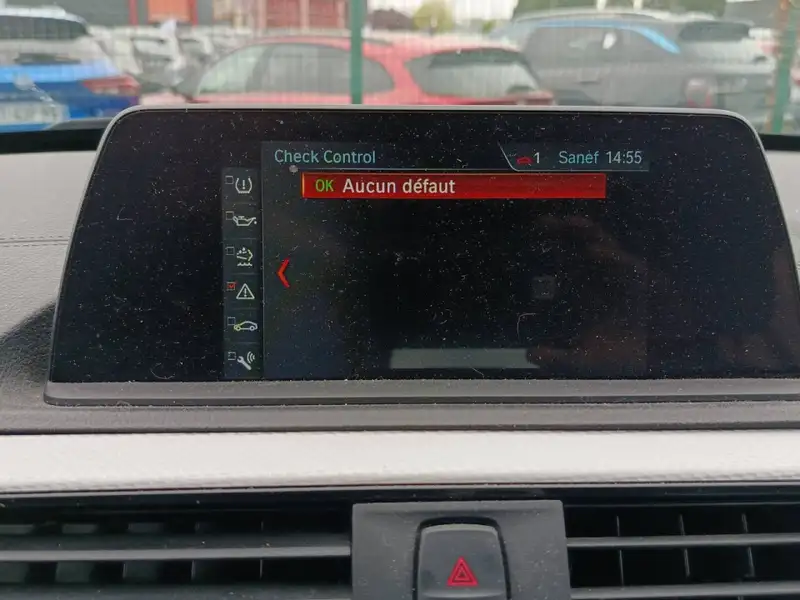 Check Control
1 Sanef 14:55
OK Aucun défaut